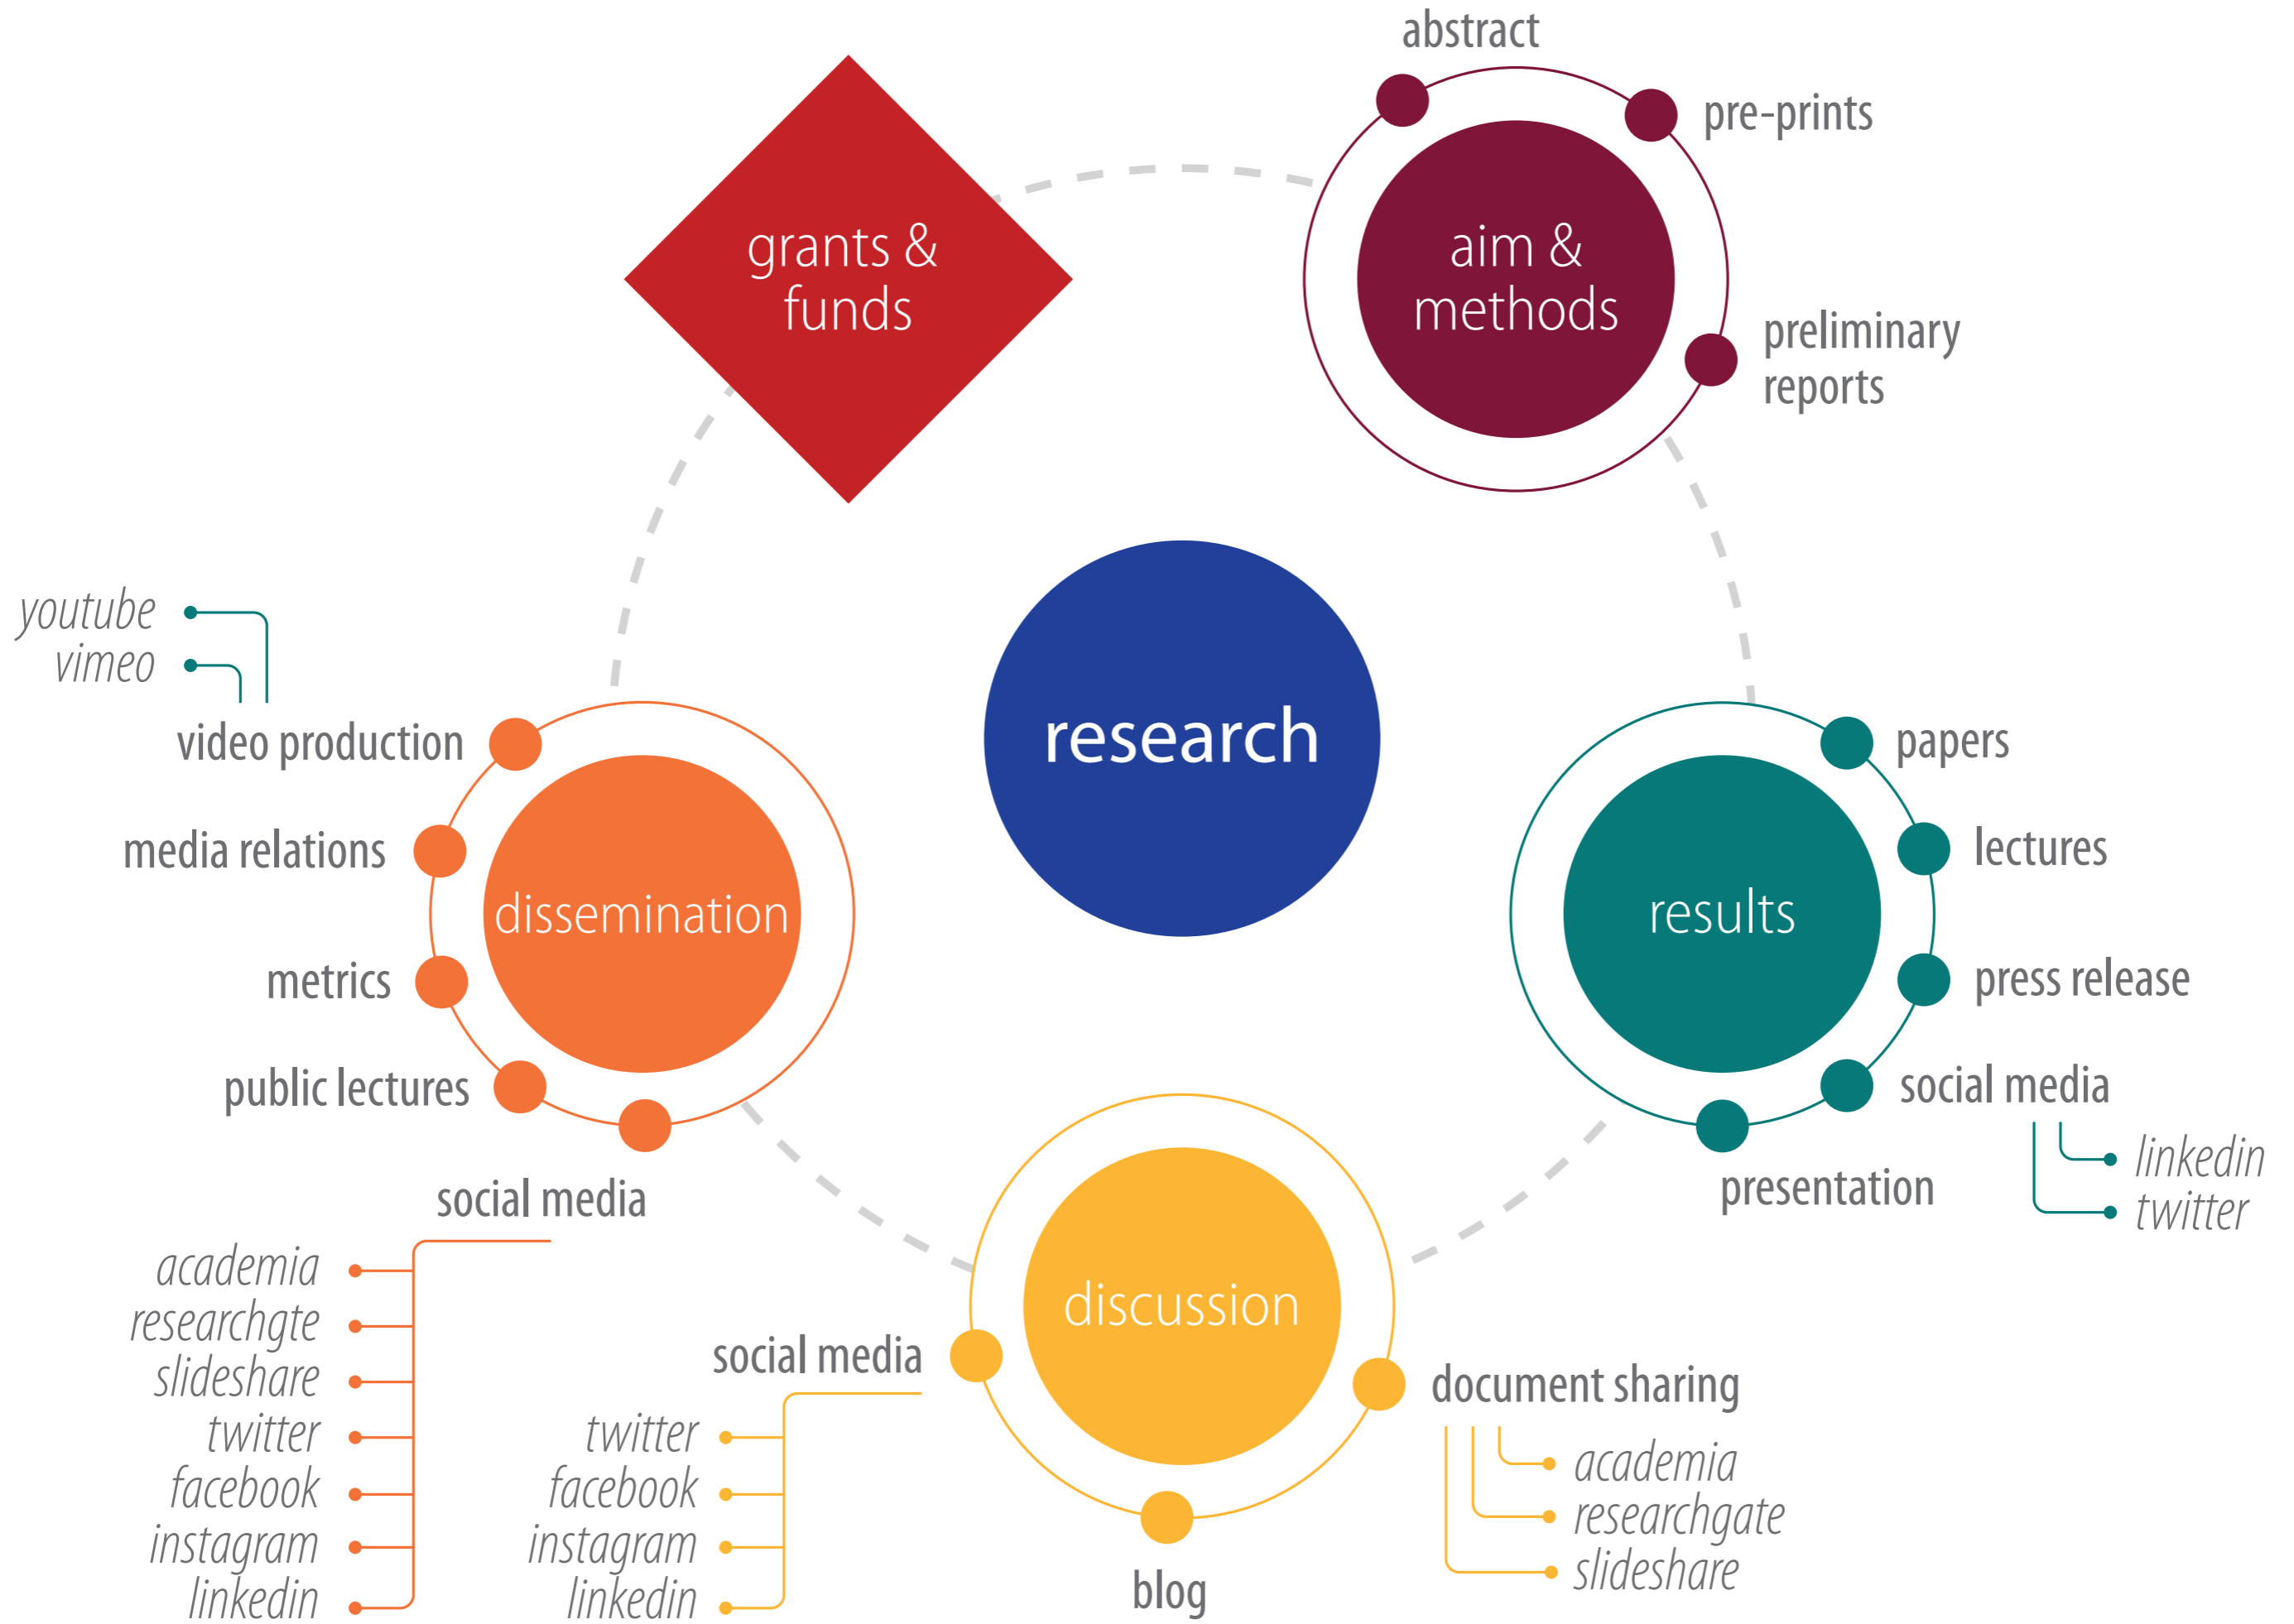 abstract
pre-prints
grants &
funds
aim &
methods
preliminary
reports
research
youtube
vimeo
video production
media relations
dissemination
metrics
public lectures
social media
academia
researchgte
slideshare
twitter
facebook
instagram
linkedin
papers
lectures
results
press release
social media
linkedin
twitter
presentation
discussion
social media
twitter
facebook
instagram
linkedin
document sharing
academia
researchgate
slideshare
blog